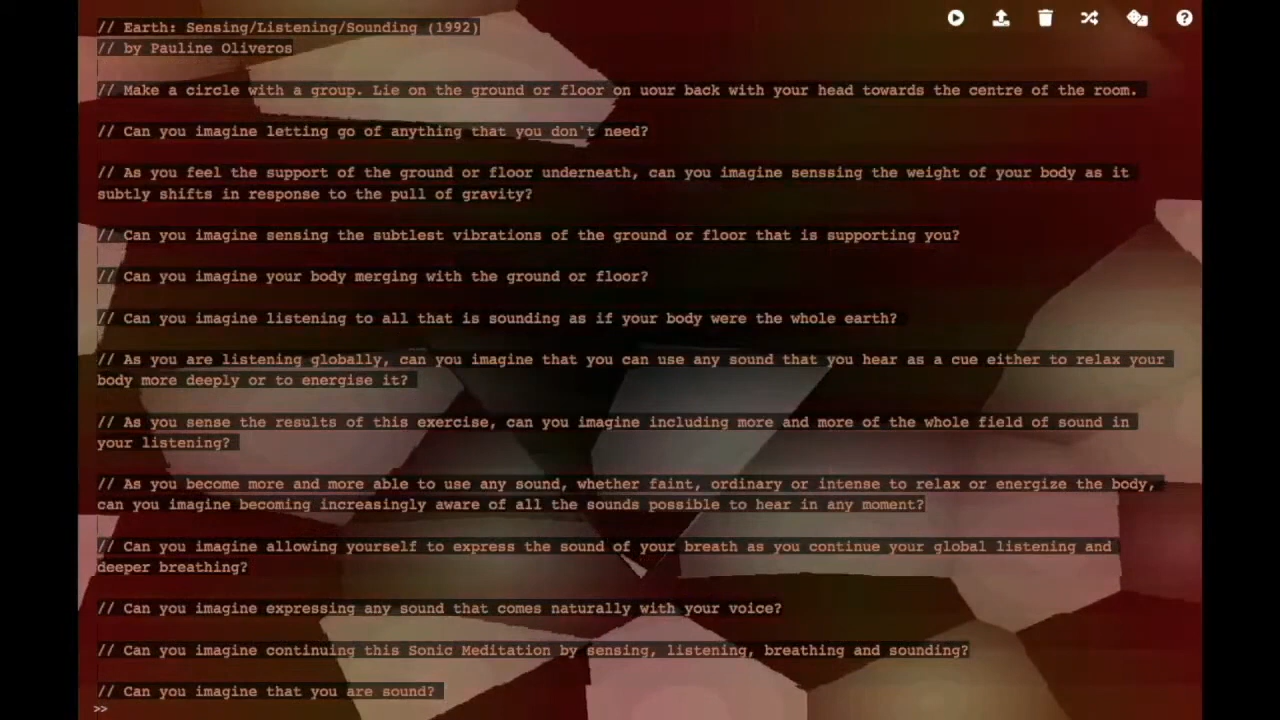 // Earth: Sensing/Listening/Sounding (1992)
// by Pauline Oliveros
// Make a circle with a group. Lie on the ground or floor on uour back with your head towards the centre of the room.
// Can you imagine letting go of anything that you don't need?
// As you feel the support of the ground or floor underneath, can you imagine senssing the weight of your body as it
subtly shifts in response to the pull of gravity?
// Can you imagine sensing the subtlest vibrations of the ground or floor that is supporting you?
// Can you imagine your body merging with the ground or floor?
// Can you imagine listening to all that is sounding as if your body were the whole earth?
// As you are listening globally, can you imagine that you can use any sound that you hear as a cue either to relax your
body more deeply or to energise it?
// As you sense the results of this exercise, can you imagine including more and more of the whole field of sound in
your listening?
// As you become more and more able to use any sound, whether faint, ordinary or intense to relax or energize the body,
can you imagine becoming increasingly aware of all the sounds possible to hear in any moment?
// Can you imagine allowing yourself to express the sound of your breath as you continue your global listening and
deeper breathing?
// Can you imagine expressing any sound that comes naturally with your voice?
// Can you imagine continuing this Sonic Meditation by sensing, listening, breathing and sounding?
// Can you imagine that you are sound?
>>